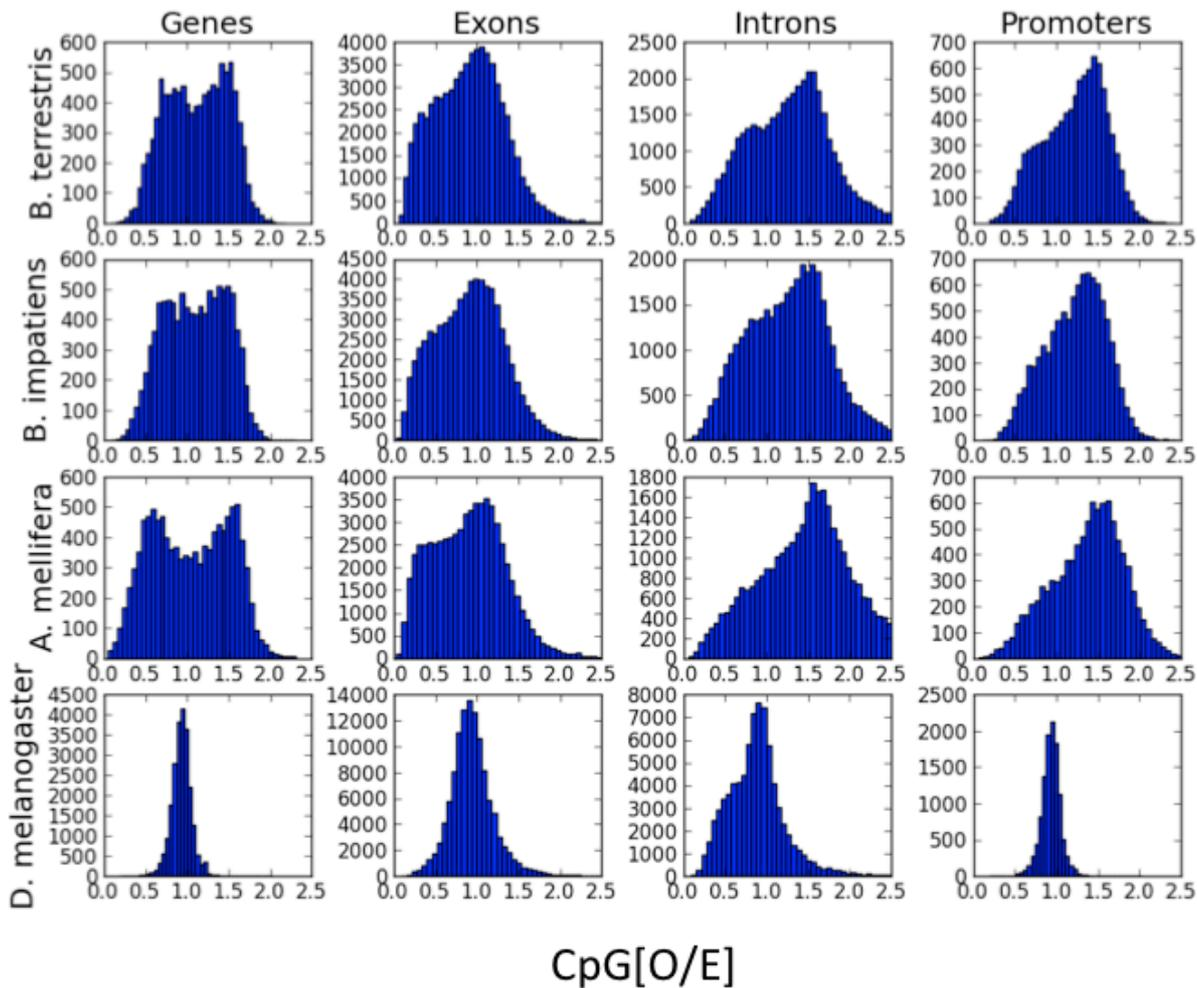 Genes Exons Introns Promoters
B. terrestris
600 500 400 300 200 100 0
0.0 0.5 1.0 1.5 2.0 2.5
4000 3500 3000 2500 2000 1500 1000 500 0
0.0 0.5 1.0 1.5 2.0 2.5
2500 2000 1500 1000 500 0
0.0 0.5 1.0 1.5 2.0 2.5
700 600 500 400 300 200 100 0
0.0 0.5 1.0 1.5 2.0 2.5
B. impatiens
600 500 400 300 200 100 0
0.0 0.5 1.0 1.5 2.0 2.5
4500 4000 3500 3000 2500 2000 1500 1000 500 0
0.0 0.5 1.0 1.5 2.0 2.5
2000 1500 1000 500 0
0.0 0.5 1.0 1.5 2.0 2.5
700 600 500 400 300 200 100 0
0.0 0.5 1.0 1.5 2.0 2.5
A. mellifera
600 500 400 300 200 100 0
0.0 0.5 1.0 1.5 2.0 2.5
4000 3500 3000 2500 2000 1500 1000 500 0
0.0 0.5 1.0 1.5 2.0 2.5
1800 1600 1400 1200 1000 800 600 400 200 0
0.0 0.5 1.0 1.5 2.0 2.5
700 600 500 400 300 200 100 0
0.0 0.5 1.0 1.5 2.0 2.5
D. melanogaster
4500 4000 3500 3000 2500 2000 1500 1000 500 0
0.0 0.5 1.0 1.5 2.0 2.5
14000 12000 10000 8000 6000 4000 2000 0
0.0 0.5 1.0 1.5 2.0 2.5
8000 7000 6000 5000 4000 3000 2000 1000 0
0.0 0.5 1.0 1.5 2.0 2.5
2500 2000 1500 1000 500 0
0.0 0.5 1.0 1.5 2.0 2.5
CpG[O/E]